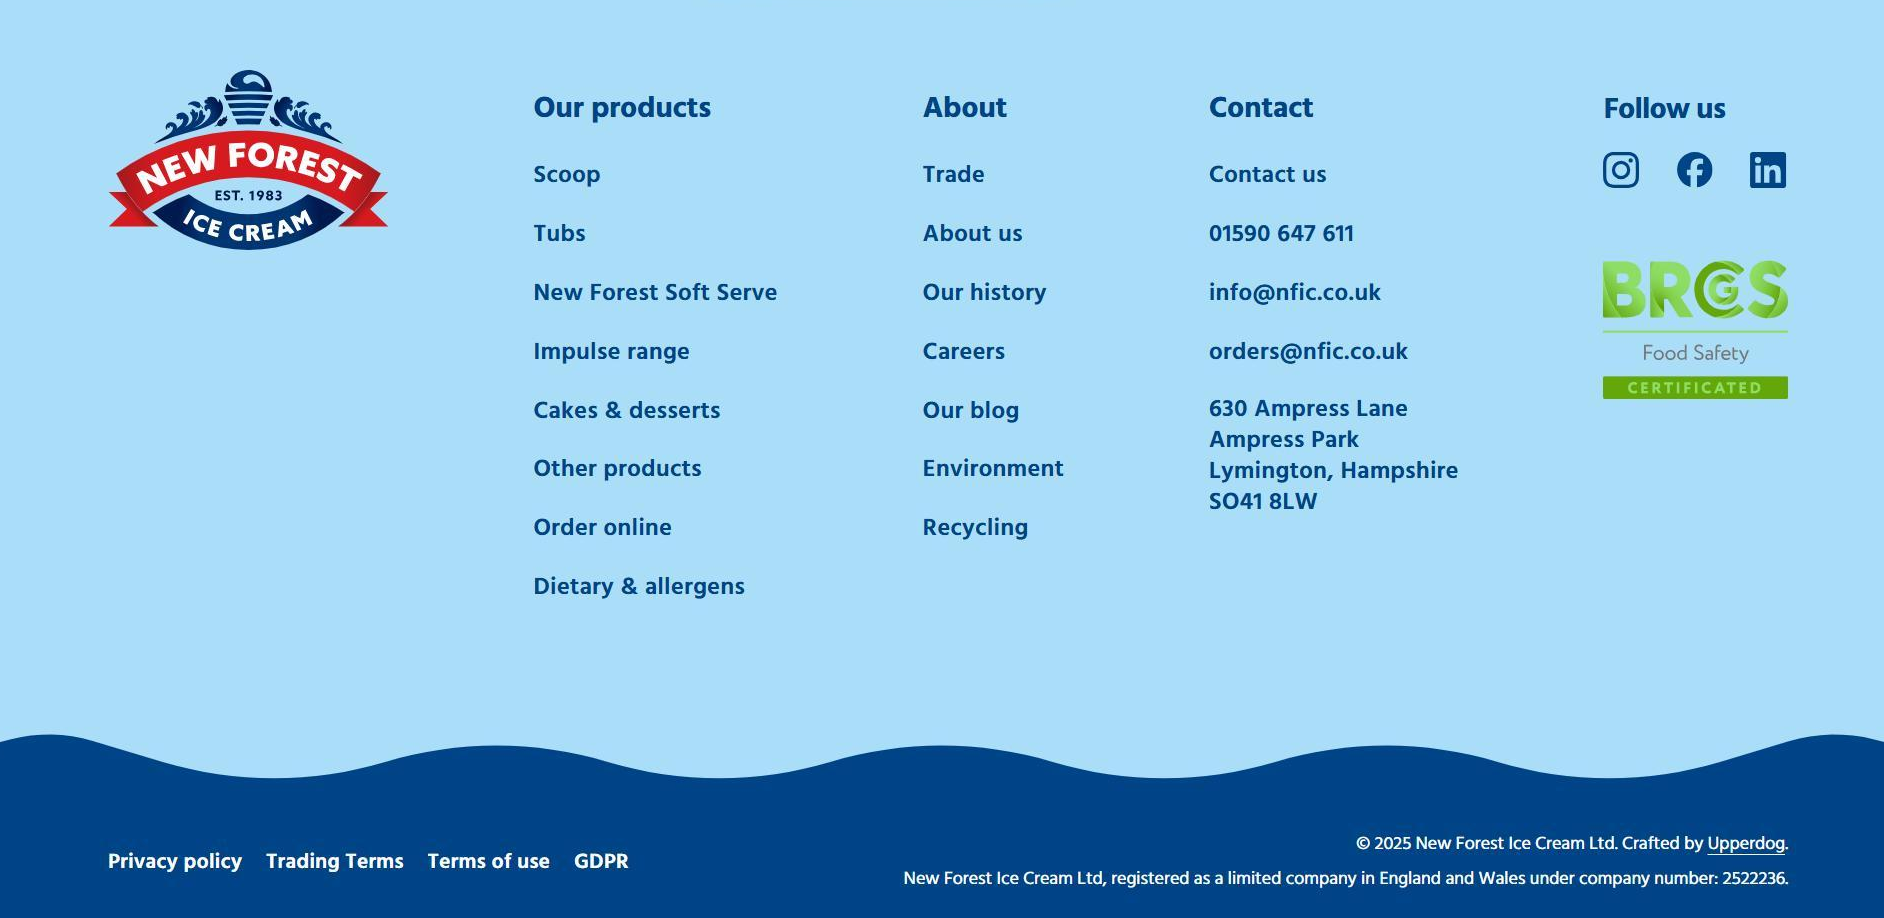 NEW FOREST
EST. 1983
ICE CREAM
Our products
Scoop
Tubs
New Forest Soft Serve
Impulse range
Cakes & desserts
Other products
Order online
Dietary & allergens
About
Trade
About us
Our history
Careers
Our blog
Environment
Recycling
Contact
Contact us
01590 647 611
info@nfic.co.uk
orders@nfic.co.uk
630 Ampress Lane
Ampress Park
Lymington, Hampshire
SO41 8LW
Follow us
in
BRCGS
Food Safety
CERTIFICATED
Privacy policy Trading Terms Terms of use GDPR
© 2025 New Forest Ice Cream Ltd. Crafted by Upperdog.
New Forest Ice Cream Ltd, registered as a limited company in England and Wales under company number: 2522236.